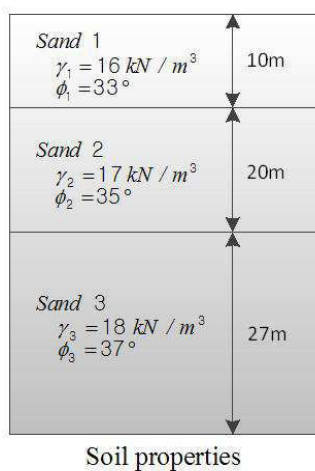 Sand 1
γ₁ = 16 kN / m³
ϕ₁ = 33°
10m
Sand 2
γ₂ = 17 kN / m³
ϕ₂ = 35°
20m
Sand 3
γ₃ = 18 kN / m³
ϕ₃ = 37°
27m
Soil properties